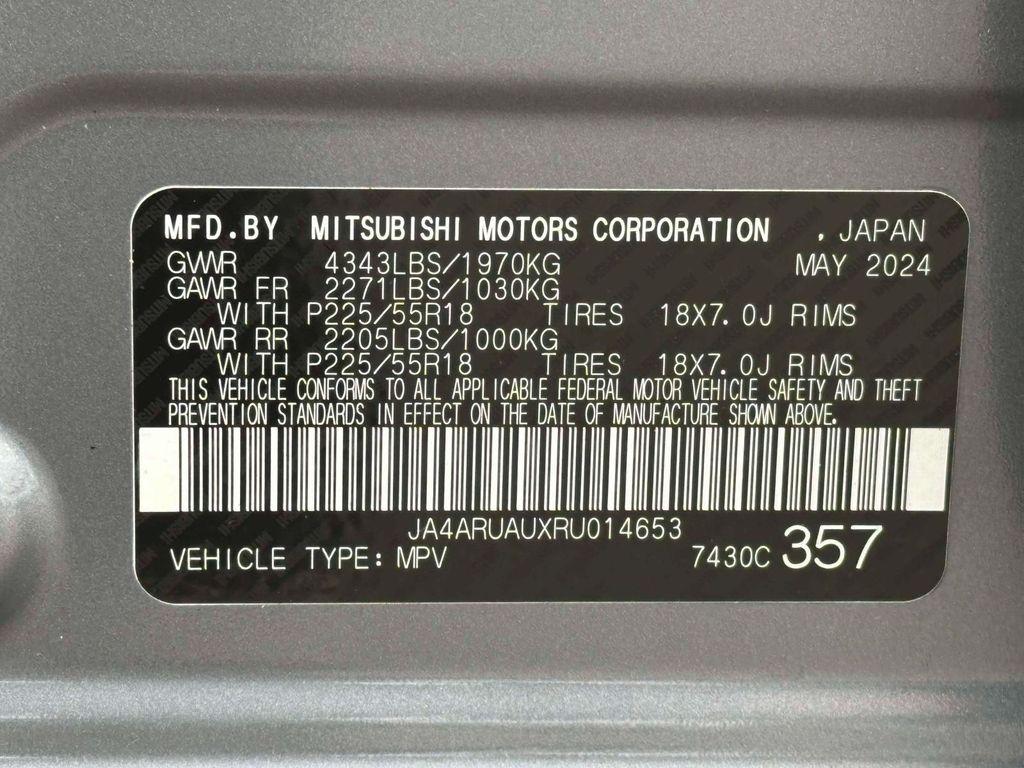 MFD.BY MITSUBISHI MOTORS CORPORATION , JAPAN
GVWR 4343LBS/1970KG MAY 2024
GAWR FR 2271LBS/1030KG
WITH P225/55R18 TIRES 18X7.0J RIMS
GAWR RR 2205LBS/1000KG
WITH P225/55R18 TIRES 18X7.0J RIMS
THIS VEHICLE CONFORMS TO ALL APPLICABLE FEDERAL MOTOR VEHICLE SAFETY AND THEFT
PREVENTION STANDARDS IN EFFECT ON THE DATE OF MANUFACTURE SHOWN ABOVE.
JA4ARUAUXRU014653
VEHICLE TYPE: MPV 7430C 357